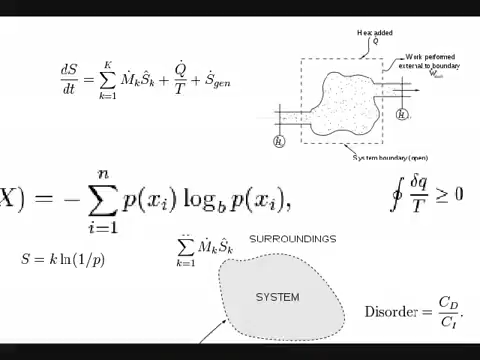 Heat added
Q̇
Work performed
external to boundary
dS/dt = ∑_{k=1}^{K} Ṁ_k Ŝ_k + Q̇/T + Ṡ_gen
System boundary (open)
X) = − ∑_{i=1}^{n} p(x_i) log_b p(x_i),
∮ δq/T ≥ 0
S = k ln(1/p)
∑_{k=1} Ṁ_k Ŝ_k
SURROUNDINGS
SYSTEM
Disorder = C_D/C_I.